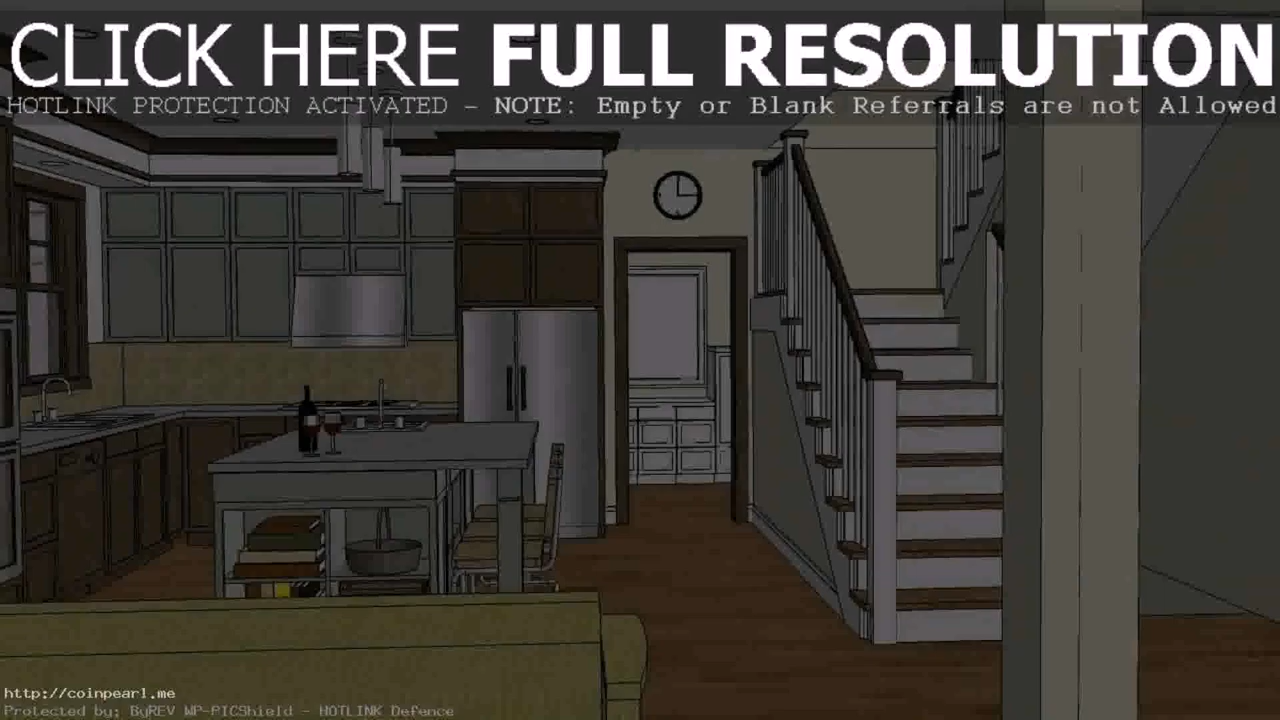 CLICK HERE FULL RESOLUTION
HOTLINK PROTECTION ACTIVATED - NOTE: Empty or Blank Referrals are not Allowed
http://coinpearl.me
Protected by: ByREV WP-PICShield - HOTLINK Defence